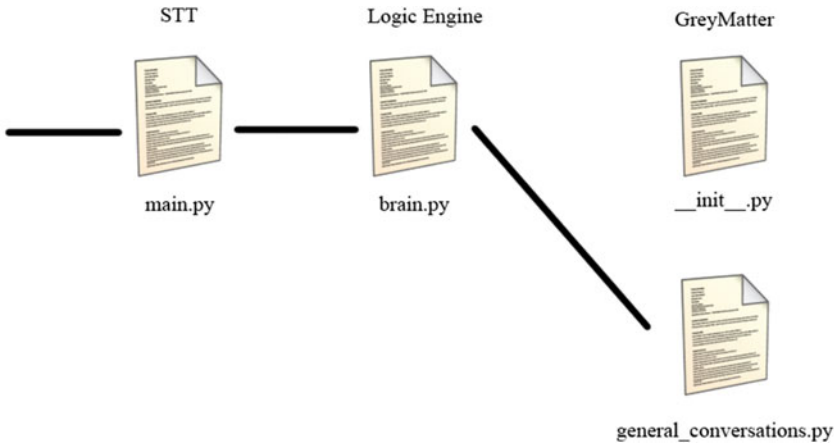 STT
Logic Engine
GreyMatter
main.py
brain.py
__init__.py
general_conversations.py